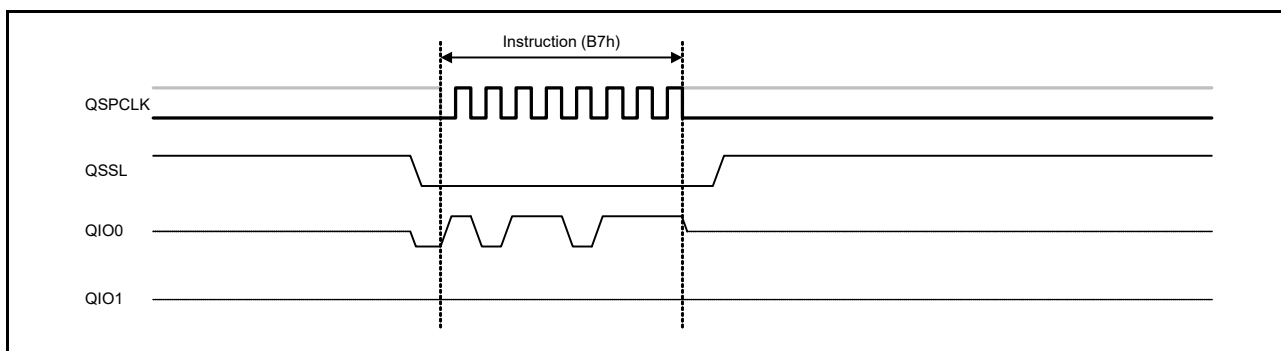 Instruction (B7h)
QSPCLK
QSSL
QIO0
QIO1